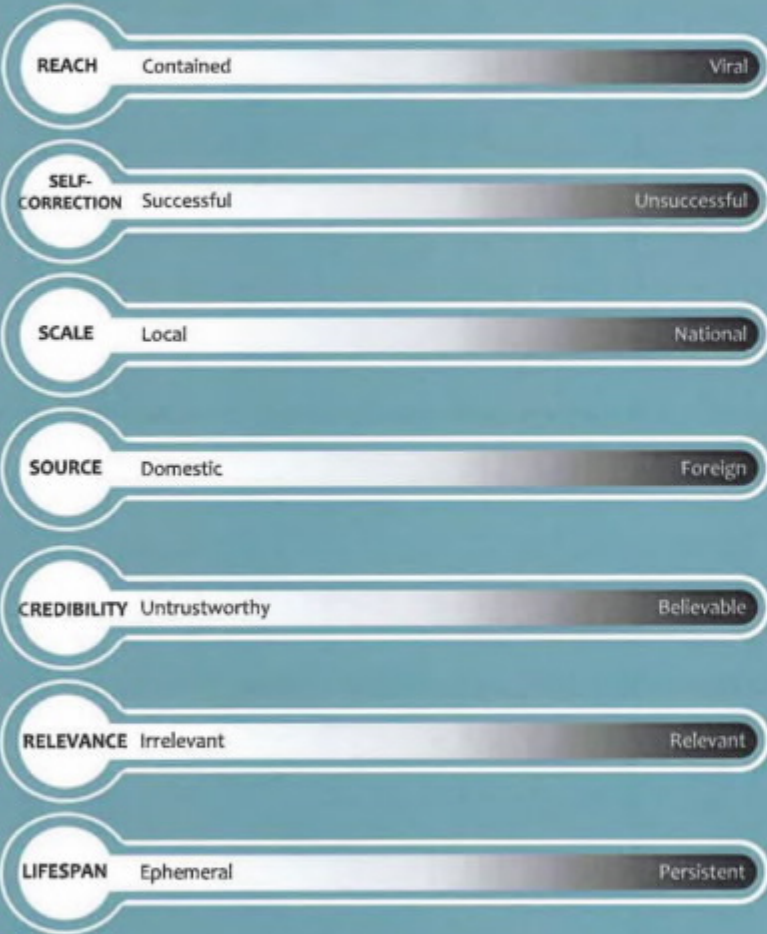 REACH Contained Viral
SELF-
CORRECTION Successful Unsuccessful
SCALE Local National
SOURCE Domestic Foreign
CREDIBILITY Untrustworthy Believable
RELEVANCE Irrelevant Relevant
LIFESPAN Ephemeral Persistent